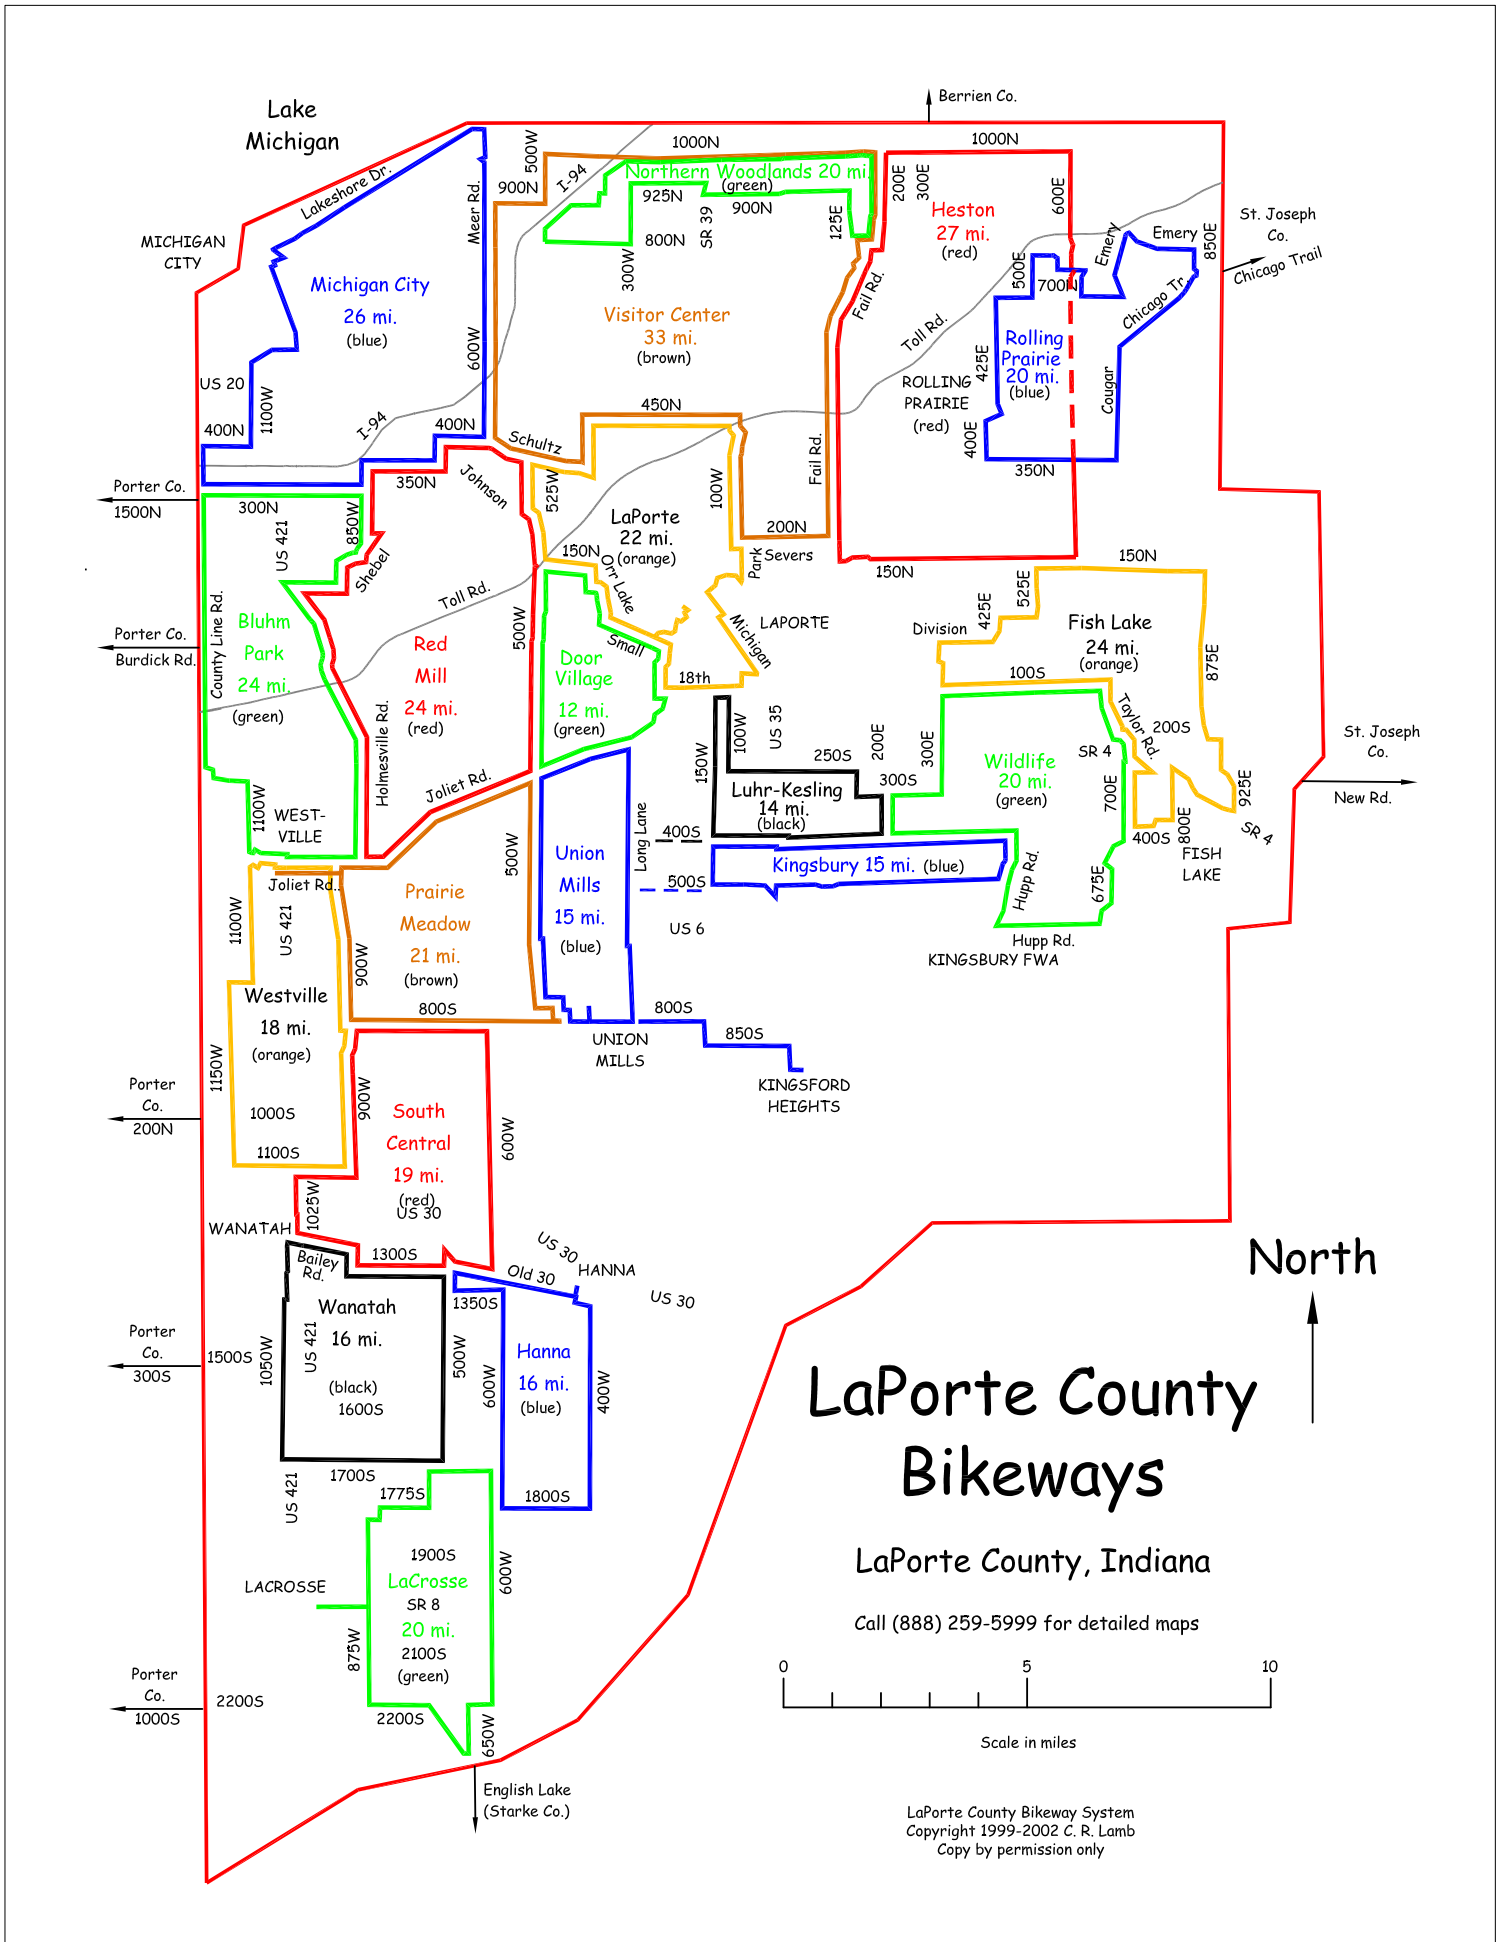 Lake
Michigan
Berrien Co.
1000N
1000N
500W
Lakeshore Dr.
Meer Rd.
900N
I-94
Northern Woodlands 20 mi.
(green)
925N
900N
SR 39
125E
800N
300W
200E
300E
600E
Heston
27 mi.
(red)
MICHIGAN
CITY
Emery
Emery
850E
St. Joseph
Co.
Chicago Trail
500E
700N
Chicago Tr.
Michigan City
26 mi.
(blue)
600W
Visitor Center
33 mi.
(brown)
Fail Rd.
Toll Rd.
425E
Rolling
Prairie
20 mi.
(blue)
Cougar
US 20
1100W
400N
I-94
400N
ROLLING
PRAIRIE
(red)
400E
350N
450N
Schultz
Fail Rd.
Porter Co.
1500N
300N
US 421
850W
350N
Johnson
525W
100W
LaPorte
22 mi.
(orange)
200N
Park
Severs
150N
150N
150N
Shebel
Orr Lake
Toll Rd.
County Line Rd.
Bluhm
Park
24 mi.
(green)
Porter Co.
Burdick Rd.
Red
Mill
24 mi.
(red)
500W
Small
Door
Village
12 mi.
(green)
Michigan
LAPORTE
18th
Division
425E
525E
Fish Lake
24 mi.
(orange)
875E
100S
Taylor Rd.
200S
SR 4
Holmesville Rd.
Joliet Rd.
150W
100W
US 35
250S
200E
300E
300S
Wildlife
20 mi.
(green)
700E
925E
SR 4
800E
400S
FISH
LAKE
St. Joseph
Co.
New Rd.
1100W
WEST-
VILLE
Luhr-Kesling
14 mi.
(black)
Long Lane
400S
500S
Kingsbury 15 mi. (blue)
Hupp Rd.
675E
Hupp Rd.
KINGSBURY FWA
US 6
500W
Union
Mills
15 mi.
(blue)
Joliet Rd..
Prairie
Meadow
21 mi.
(brown)
1100W
US 421
900W
800S
800S
850S
UNION
MILLS
KINGSFORD
HEIGHTS
Westville
18 mi.
(orange)
1150W
1000S
1100S
Porter
Co.
200N
900W
South
Central
19 mi.
(red)
US 30
600W
1025W
WANATAH
1300S
Bailey
Rd.
US 30
Old 30
HANNA
US 30
1350S
Wanatah
16 mi.
(black)
1600S
US 421
1050W
500W
Porter
Co.
300S
1500S
600W
Hanna
16 mi.
(blue)
400W
1700S
US 421
1775S
1800S
1900S
LaCrosse
SR 8
20 mi.
2100S
(green)
600W
LACROSSE
875W
Porter
Co.
1000S
2200S
2200S
650W
English Lake
(Starke Co.)
North
LaPorte County
Bikeways
LaPorte County, Indiana
Call (888) 259-5999 for detailed maps
0 5 10
Scale in miles
LaPorte County Bikeway System
Copyright 1999-2002 C. R. Lamb
Copy by permission only